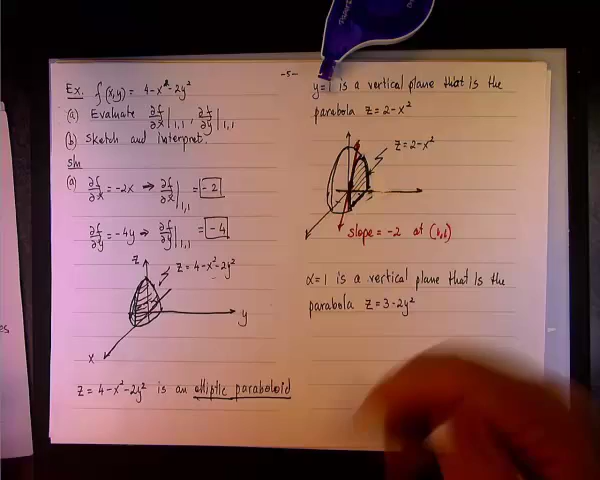 -5-
Ex. f(x,y) = 4-x²-2y²
(a) Evaluate ∂f/∂x|1,1 , ∂f/∂y|1,1
(b) Sketch and interpret.
Sln
(a) ∂f/∂x = -2x ⇒ ∂f/∂x|1,1 = -2
∂f/∂y = -4y ⇒ ∂f/∂y|1,1 = -4
z
z = 4-x²-2y²
y
x
z = 4-x²-2y² is an elliptic paraboloid
y=1 is a vertical plane that is the
parabola z = 2-x²
z = 2-x²
slope = -2 at (1,1)
x=1 is a vertical plane that is the
parabola z = 3-2y²